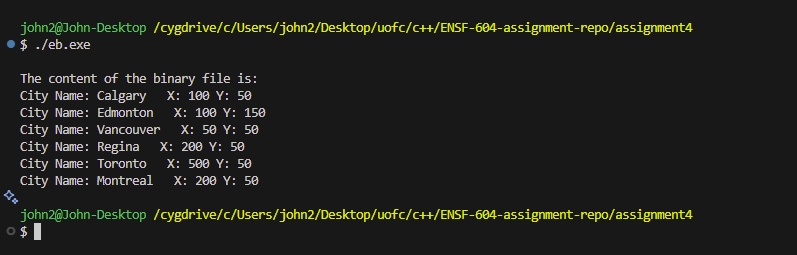 john2@John-Desktop /cygdrive/c/Users/john2/Desktop/uofc/c++/ENSF-604-assignment-repo/assignment4
$ ./eb.exe
The content of the binary file is:
City Name: Calgary   X: 100 Y: 50
City Name: Edmonton   X: 100 Y: 150
City Name: Vancouver   X: 50 Y: 50
City Name: Regina   X: 200 Y: 50
City Name: Toronto   X: 500 Y: 50
City Name: Montreal   X: 200 Y: 50
john2@John-Desktop /cygdrive/c/Users/john2/Desktop/uofc/c++/ENSF-604-assignment-repo/assignment4
$